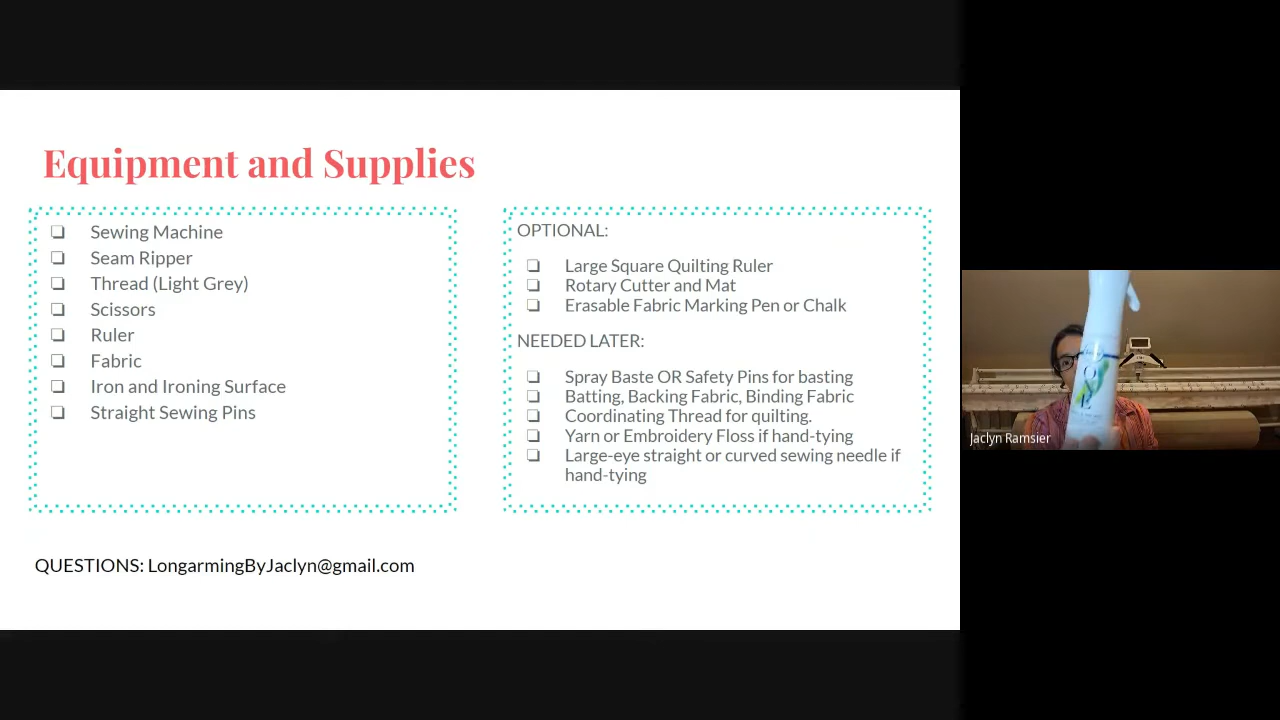 Equipment and Supplies
❏ Sewing Machine
❏ Seam Ripper
❏ Thread (Light Grey)
❏ Scissors
❏ Ruler
❏ Fabric
❏ Iron and Ironing Surface
❏ Straight Sewing Pins
OPTIONAL:
❏ Large Square Quilting Ruler
❏ Rotary Cutter and Mat
❏ Erasable Fabric Marking Pen or Chalk
NEEDED LATER:
❏ Spray Baste OR Safety Pins for basting
❏ Batting, Backing Fabric, Binding Fabric
❏ Coordinating Thread for quilting.
❏ Yarn or Embroidery Floss if hand-tying
❏ Large-eye straight or curved sewing needle if
hand-tying
QUESTIONS: LongarmingByJaclyn@gmail.com
Jaclyn Ramsier